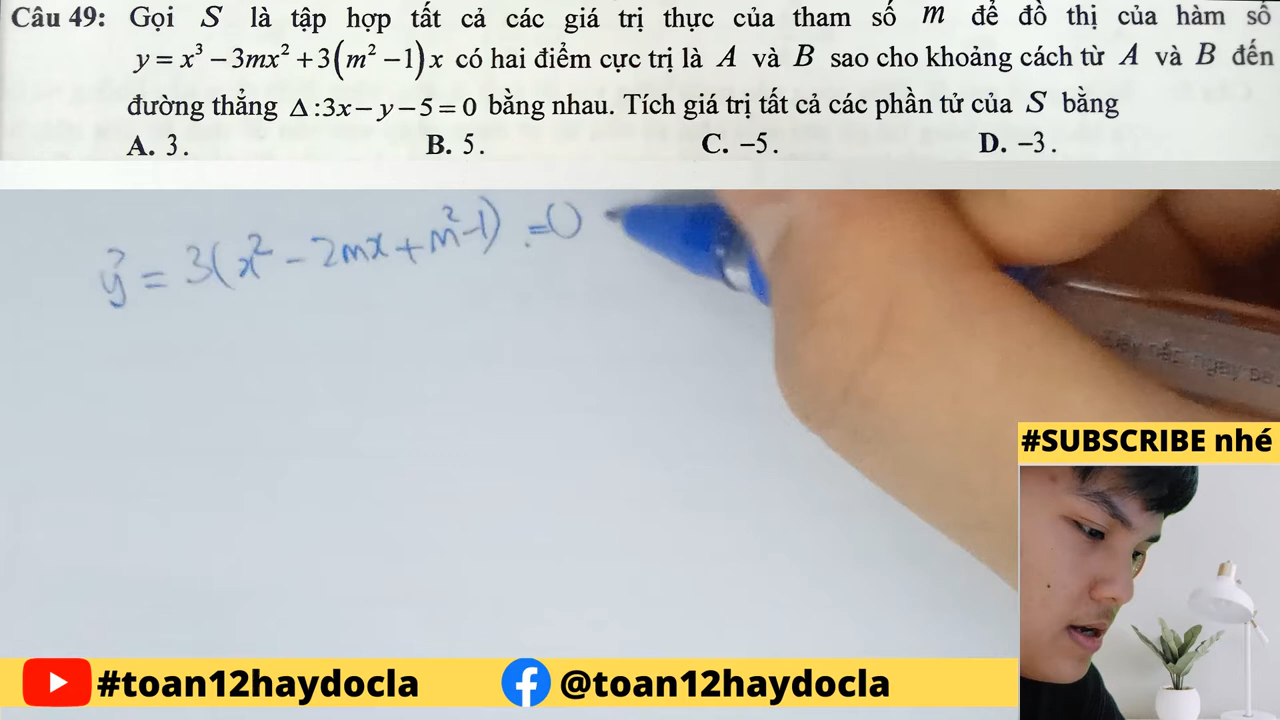 Câu 49: Gọi S là tập hợp tất cả các giá trị thực của tham số m để đồ thị của hàm số
y = x³ − 3mx² + 3(m² − 1)x có hai điểm cực trị là A và B sao cho khoảng cách từ A và B đến
đường thẳng Δ : 3x − y − 5 = 0 bằng nhau. Tích giá trị tất cả các phần tử của S bằng
A. 3. B. 5. C. −5. D. −3.
y' = 3(x² − 2mx + m² − 1) = 0
#SUBSCRIBE nhé
#toan12haydocla @toan12haydocla